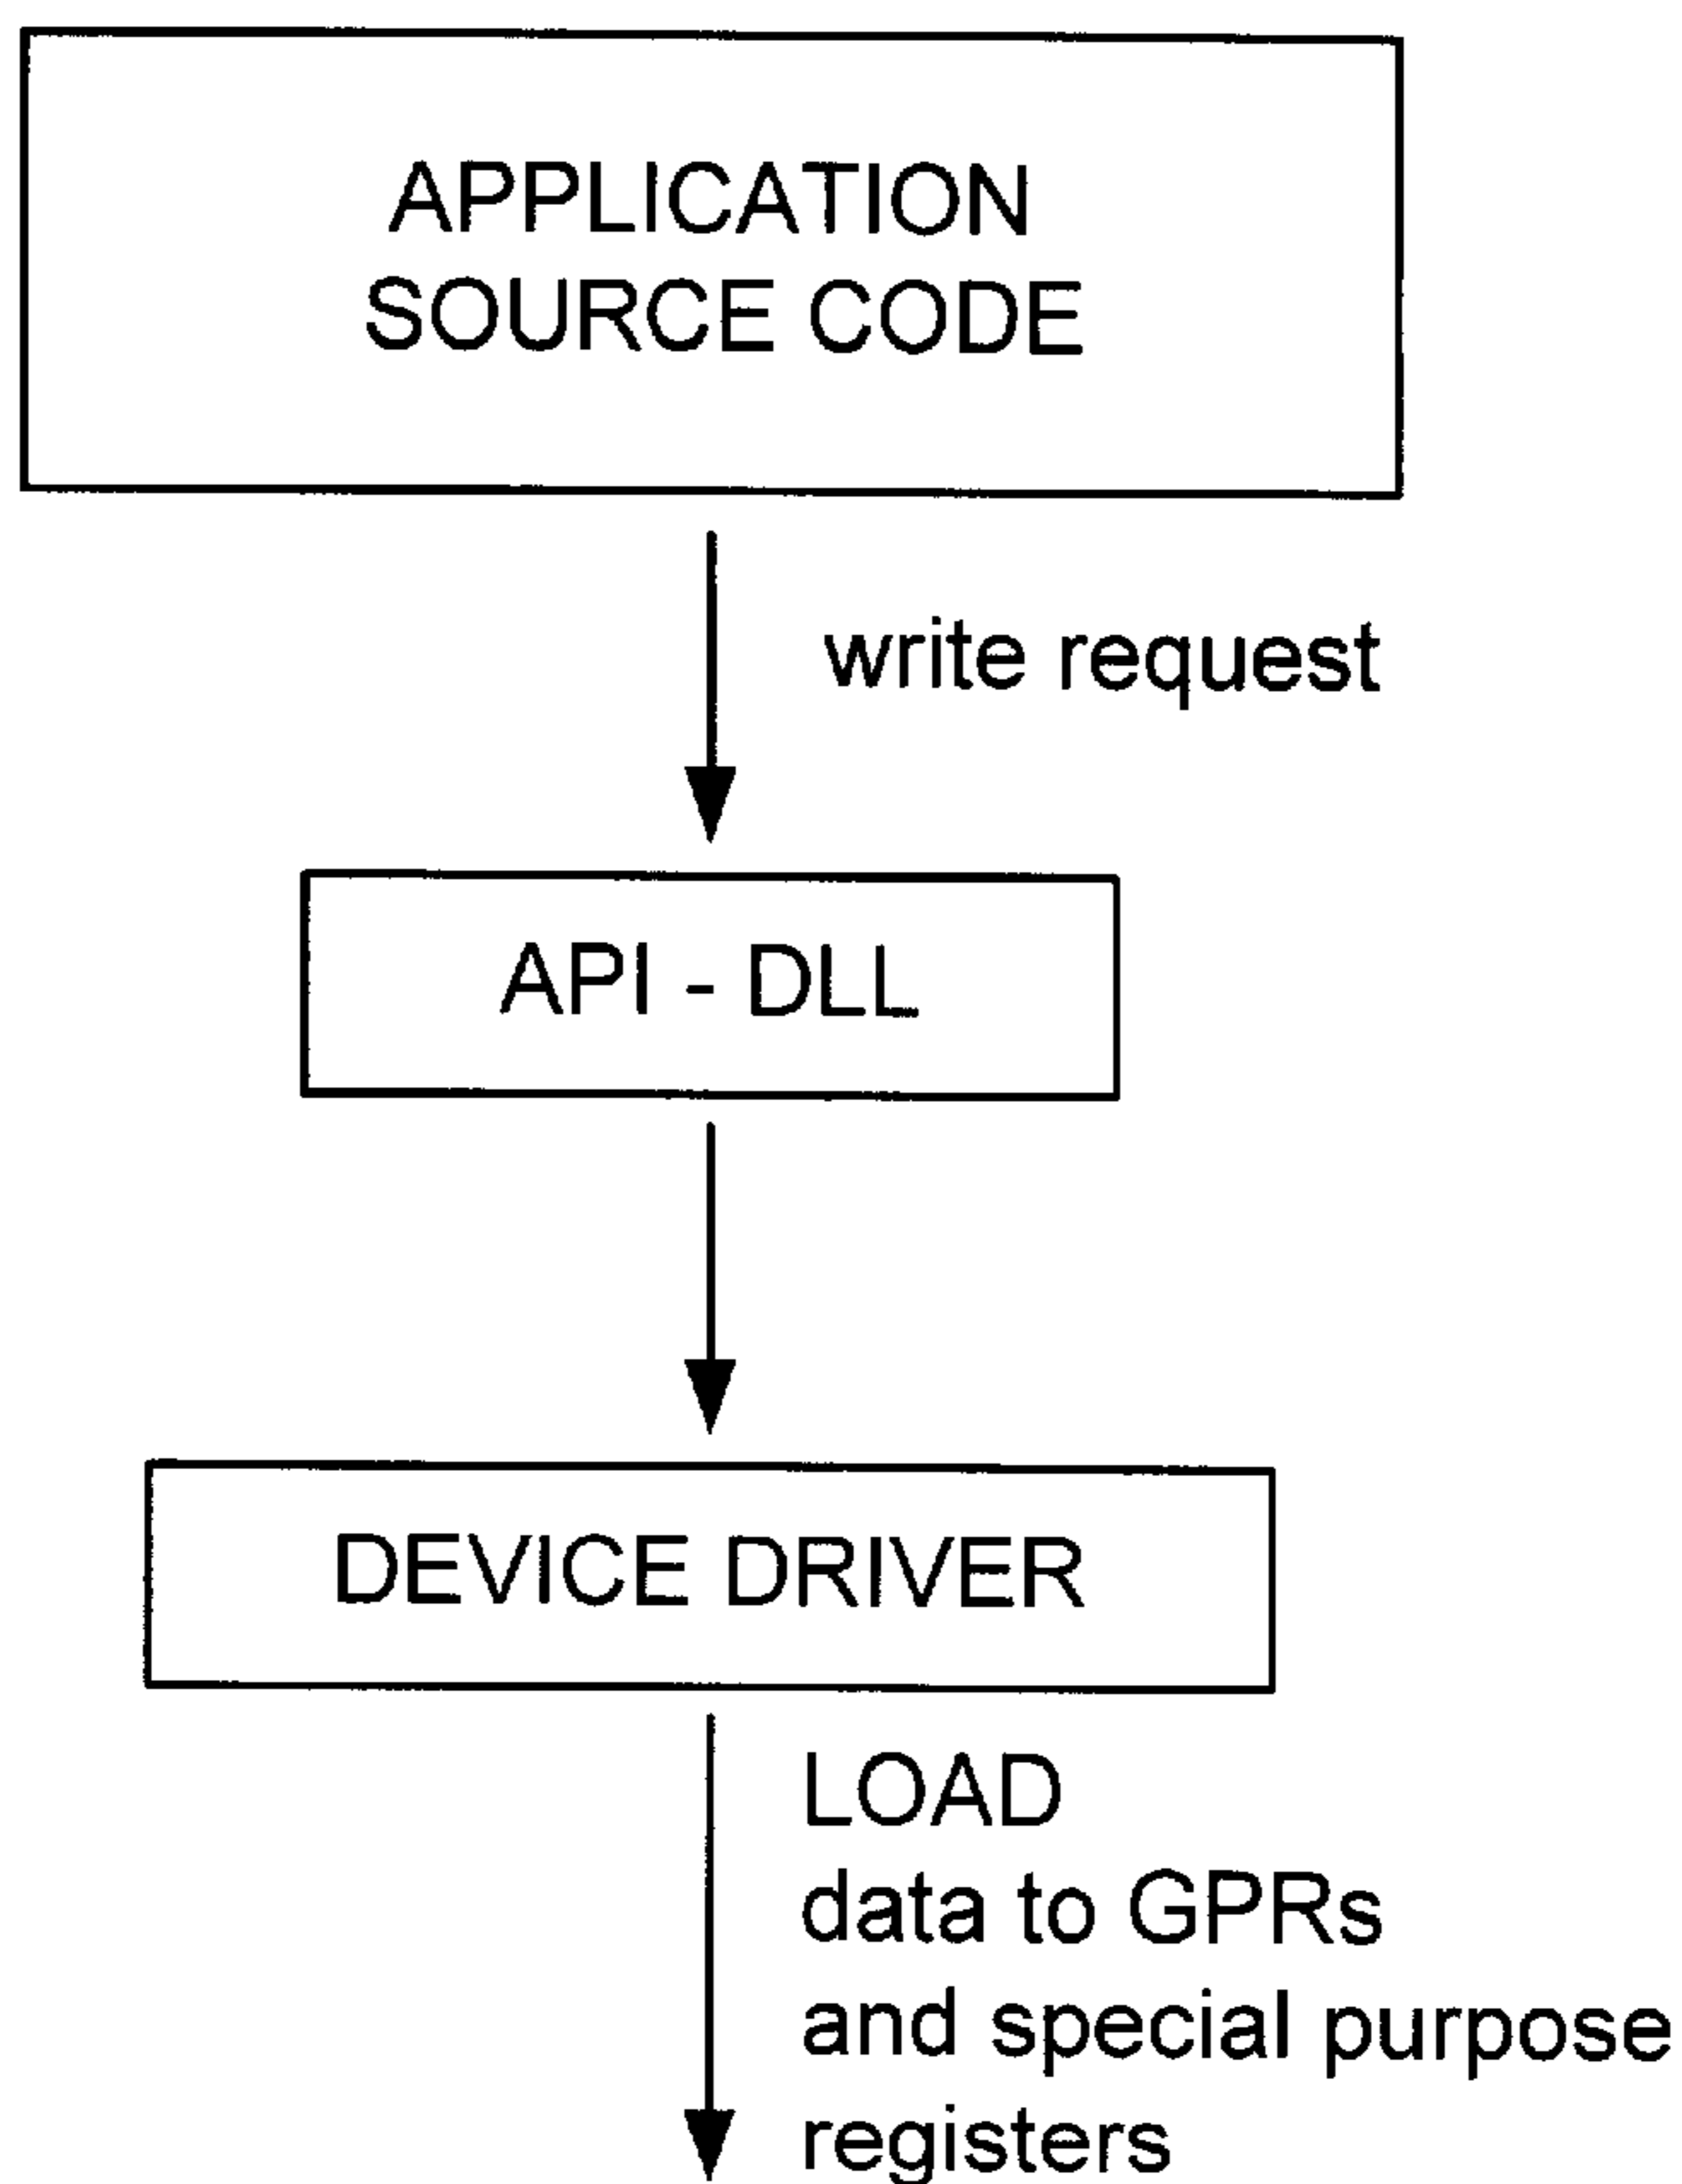 APPLICATION
SOURCE CODE
write request
API - DLL
DEVICE DRIVER
LOAD
data to GPRs
and special purpose
registers